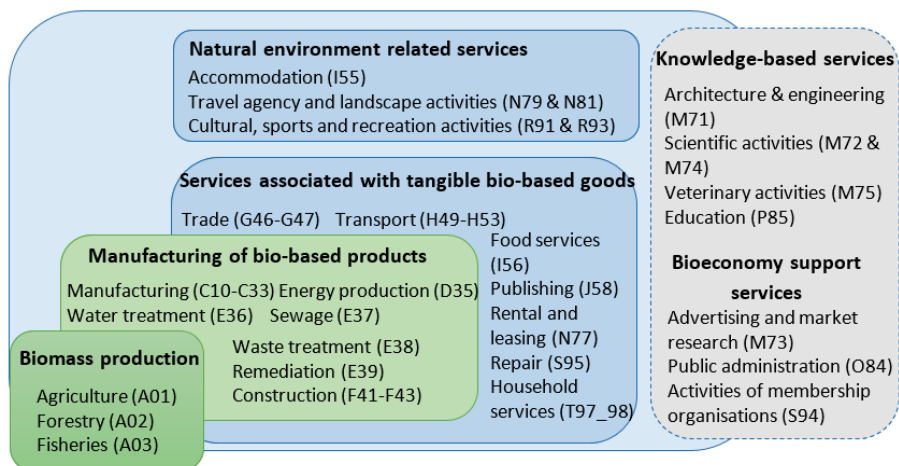 Natural environment related services
Accommodation (I55)
Travel agency and landscape activities (N79 & N81)
Cultural, sports and recreation activities (R91 & R93)
Services associated with tangible bio-based goods
Trade (G46-G47) Transport (H49-H53)
Food services
(I56)
Publishing (J58)
Rental and
leasing (N77)
Repair (S95)
Household
services (T97_98)
Manufacturing of bio-based products
Manufacturing (C10-C33) Energy production (D35)
Water treatment (E36) Sewage (E37)
Waste treatment (E38)
Remediation (E39)
Construction (F41-F43)
Biomass production
Agriculture (A01)
Forestry (A02)
Fisheries (A03)
Knowledge-based services
Architecture & engineering
(M71)
Scientific activities (M72 &
M74)
Veterinary activities (M75)
Education (P85)
Bioeconomy support
services
Advertising and market
research (M73)
Public administration (O84)
Activities of membership
organisations (S94)